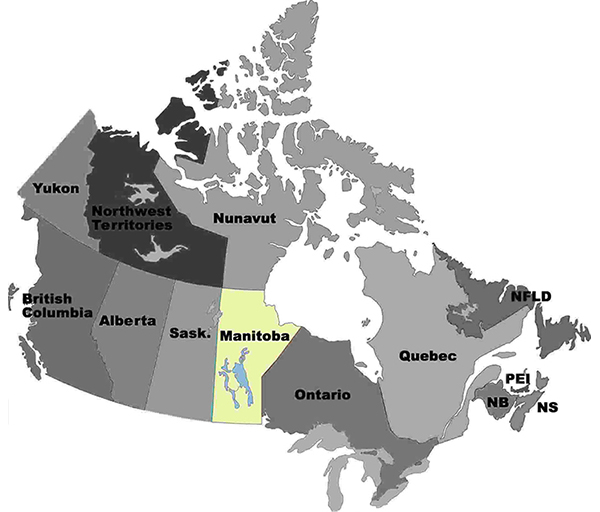 Yukon
Northwest
Territories
Nunavut
British
Columbia
Alberta
Sask.
Manitoba
Ontario
Quebec
NFLD
PEI
NB
NS